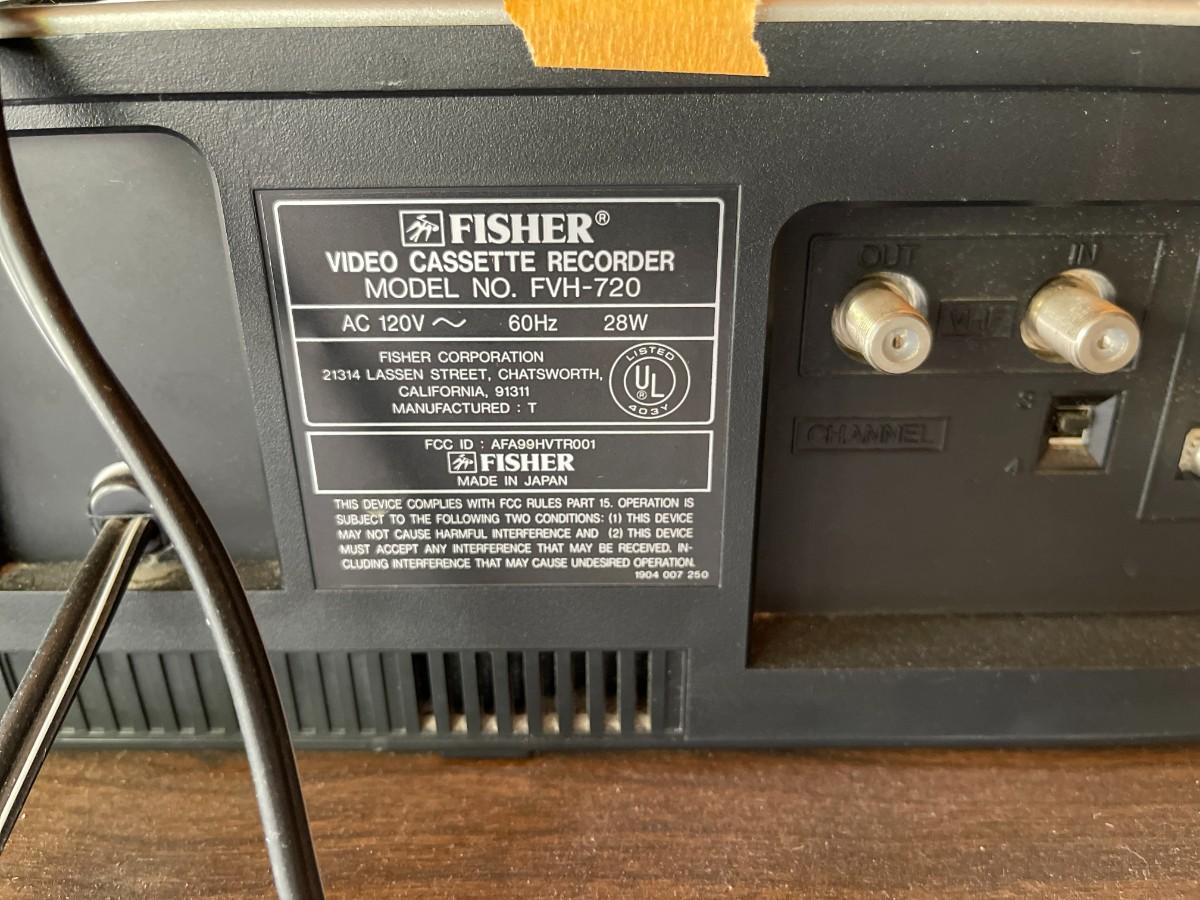 FISHER®
VIDEO CASSETTE RECORDER
MODEL NO. FVH-720
AC 120V ～ 60Hz 28W
FISHER CORPORATION
21314 LASSEN STREET, CHATSWORTH,
CALIFORNIA, 91311
MANUFACTURED : T
LISTED
UL®
403Y
FCC ID : AFA99HVTR001
FISHER
MADE IN JAPAN
THIS DEVICE COMPLIES WITH FCC RULES PART 15. OPERATION IS
SUBJECT TO THE FOLLOWING TWO CONDITIONS: (1) THIS DEVICE
MAY NOT CAUSE HARMFUL INTERFERENCE AND (2) THIS DEVICE
MUST ACCEPT ANY INTERFERENCE THAT MAY BE RECEIVED, IN-
CLUDING INTERFERENCE THAT MAY CAUSE UNDESIRED OPERATION.
1904 007 250
OUT IN
VHF
CHANNEL
3
4